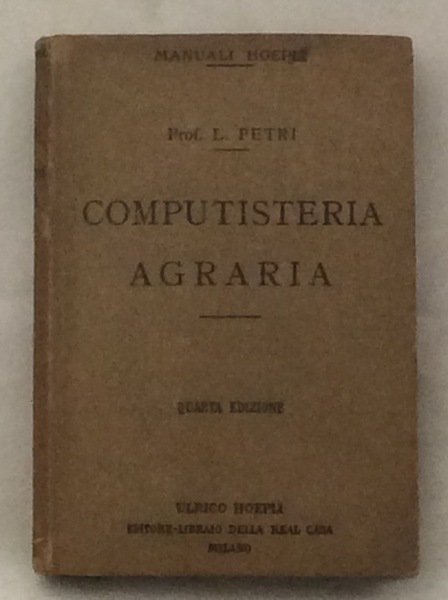 MANUALI HOEPLI
Prof. L. PETRI
COMPUTISTERIA
AGRARIA
QUARTA EDIZIONE
ULRICO HOEPLI
EDITORE-LIBRAIO DELLA REAL CASA
MILANO